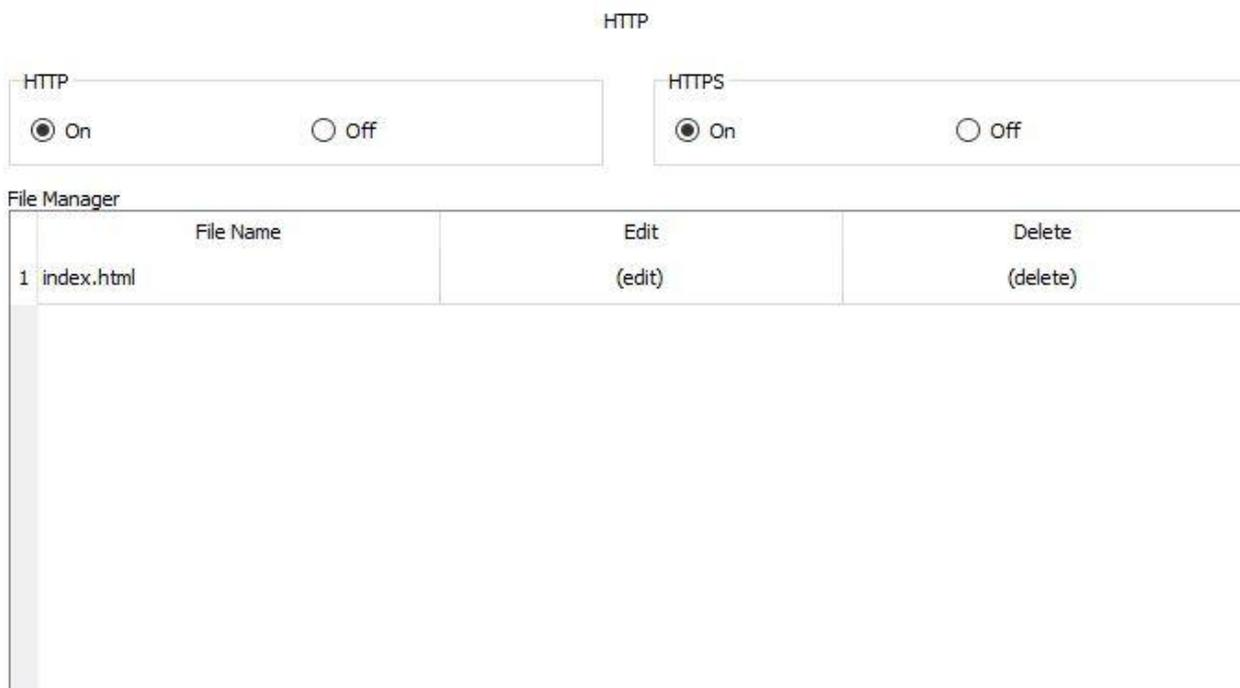 HTTP
HTTP HTTPS
On Off On Off
File Manager
File Name Edit Delete
1 index.html (edit) (delete)